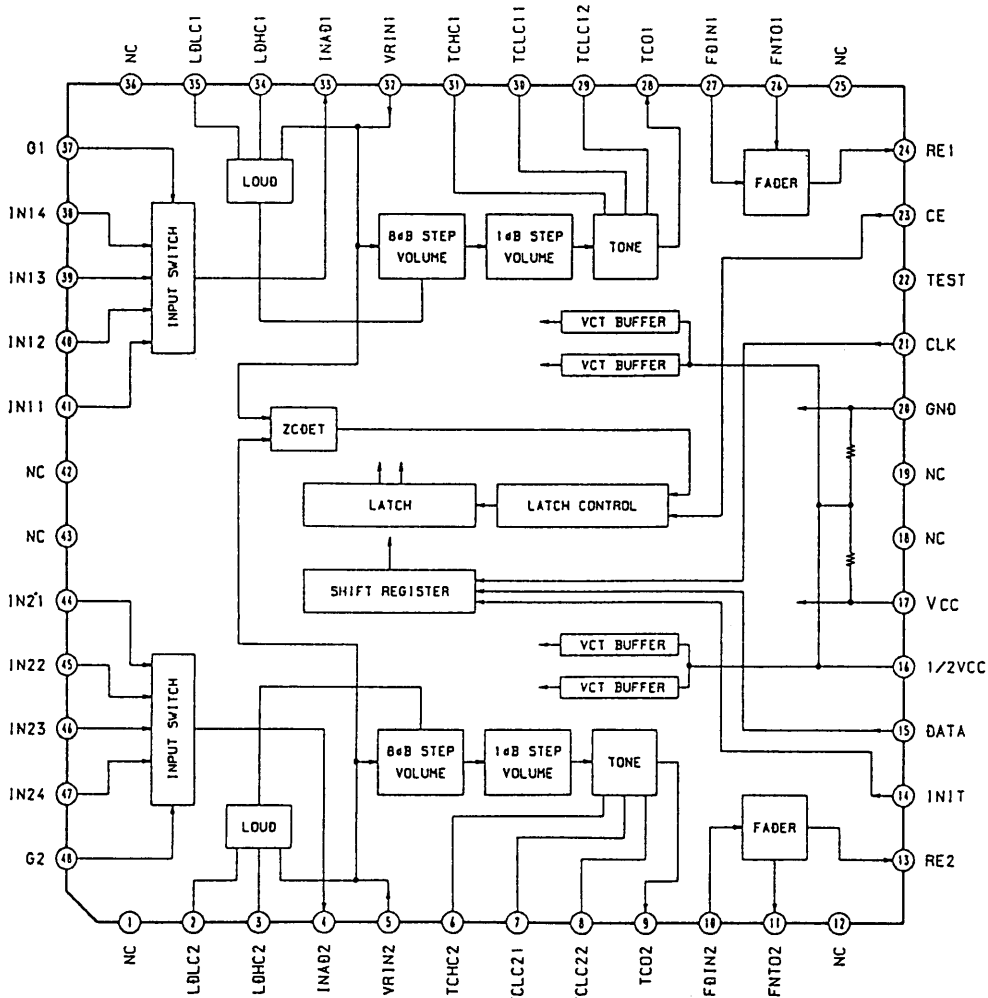 NC
LDLC1
LDHC1
INAD1
VRIN1
TCHC1
TCLC11
TCLC12
TCO1
FDIN1
FNTO1
NC
36
35
34
33
32
31
30
29
28
27
26
25
G1
37
IN14
38
IN13
39
IN12
40
IN11
41
NC
42
NC
43
IN21
44
IN22
45
IN23
46
IN24
47
G2
48
24
RE1
23
CE
22
TEST
21
CLK
20
GND
19
NC
18
NC
17
VCC
16
1/2VCC
15
DATA
14
INIT
13
RE2
INPUT SWITCH
LOUD
8dB STEP
VOLUME
1dB STEP
VOLUME
TONE
FADER
VCT BUFFER
VCT BUFFER
ZCDET
LATCH
LATCH CONTROL
SHIFT REGISTER
VCT BUFFER
VCT BUFFER
INPUT SWITCH
LOUD
8dB STEP
VOLUME
1dB STEP
VOLUME
TONE
FADER
1
2
3
4
5
6
7
8
9
10
11
12
NC
LDLC2
LDHC2
INAD2
VRIN2
TCHC2
TCLC21
TCLC22
TCO2
FDIN2
FNTO2
NC